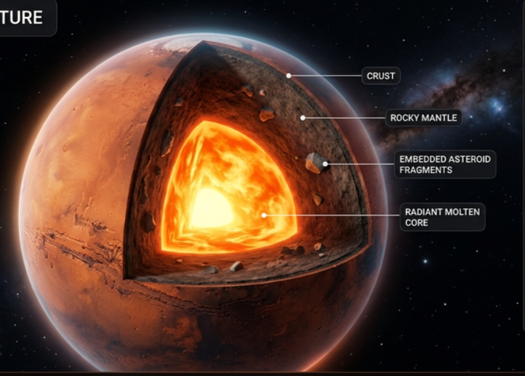 TURE
CRUST
ROCKY MANTLE
EMBEDDED ASTEROID
FRAGMENTS
RADIANT MOLTEN
CORE